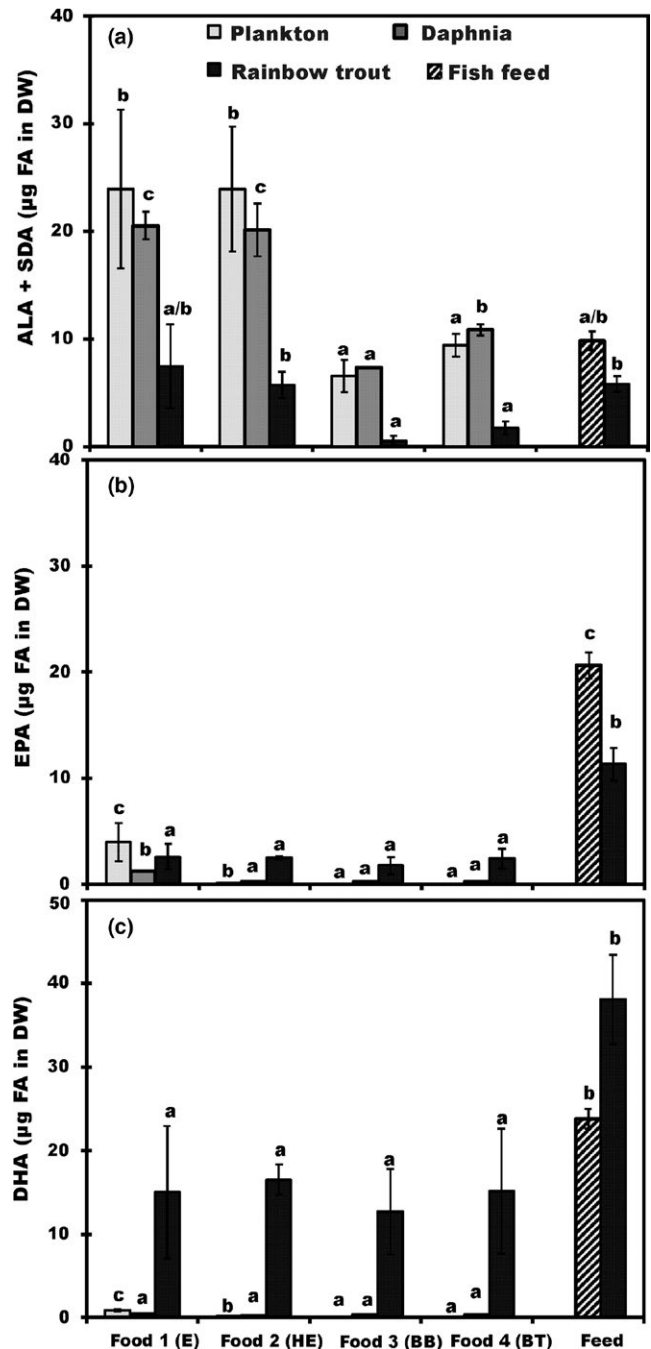 40
(a)
Plankton
Daphnia
Rainbow trout
Fish feed
b
b
30
c
c
20
a/b
b
a
b
a/b
10
a
a
b
a
a
0
ALA + SDA (µg FA in DW)
40
(b)
30
c
20
b
10
c
b
a
b
a
a
a
a
a
a
a
a
0
EPA (µg FA in DW)
50
(c)
b
40
30
b
20
a
a
a
a
10
c
a
b
a
a
a
a
a
0
DHA (µg FA in DW)
Food 1 (E)
Food 2 (HE)
Food 3 (BB)
Food 4 (BT)
Feed